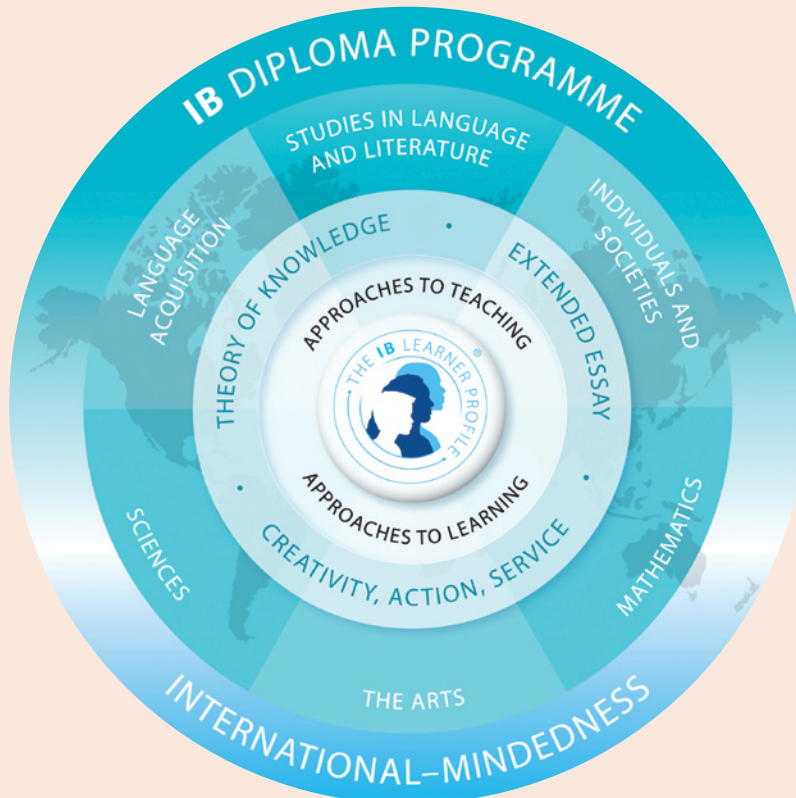 IB DIPLOMA PROGRAMME
STUDIES IN LANGUAGE
AND LITERATURE
LANGUAGE
ACQUISITION
INDIVIDUALS AND
SOCIETIES
THEORY OF KNOWLEDGE •
EXTENDED ESSAY •
APPROACHES TO TEACHING
• THE IB LEARNER PROFILE •
®
APPROACHES TO LEARNING
• CREATIVITY, ACTION, SERVICE
SCIENCES
MATHEMATICS
THE ARTS
INTERNATIONAL–MINDEDNESS